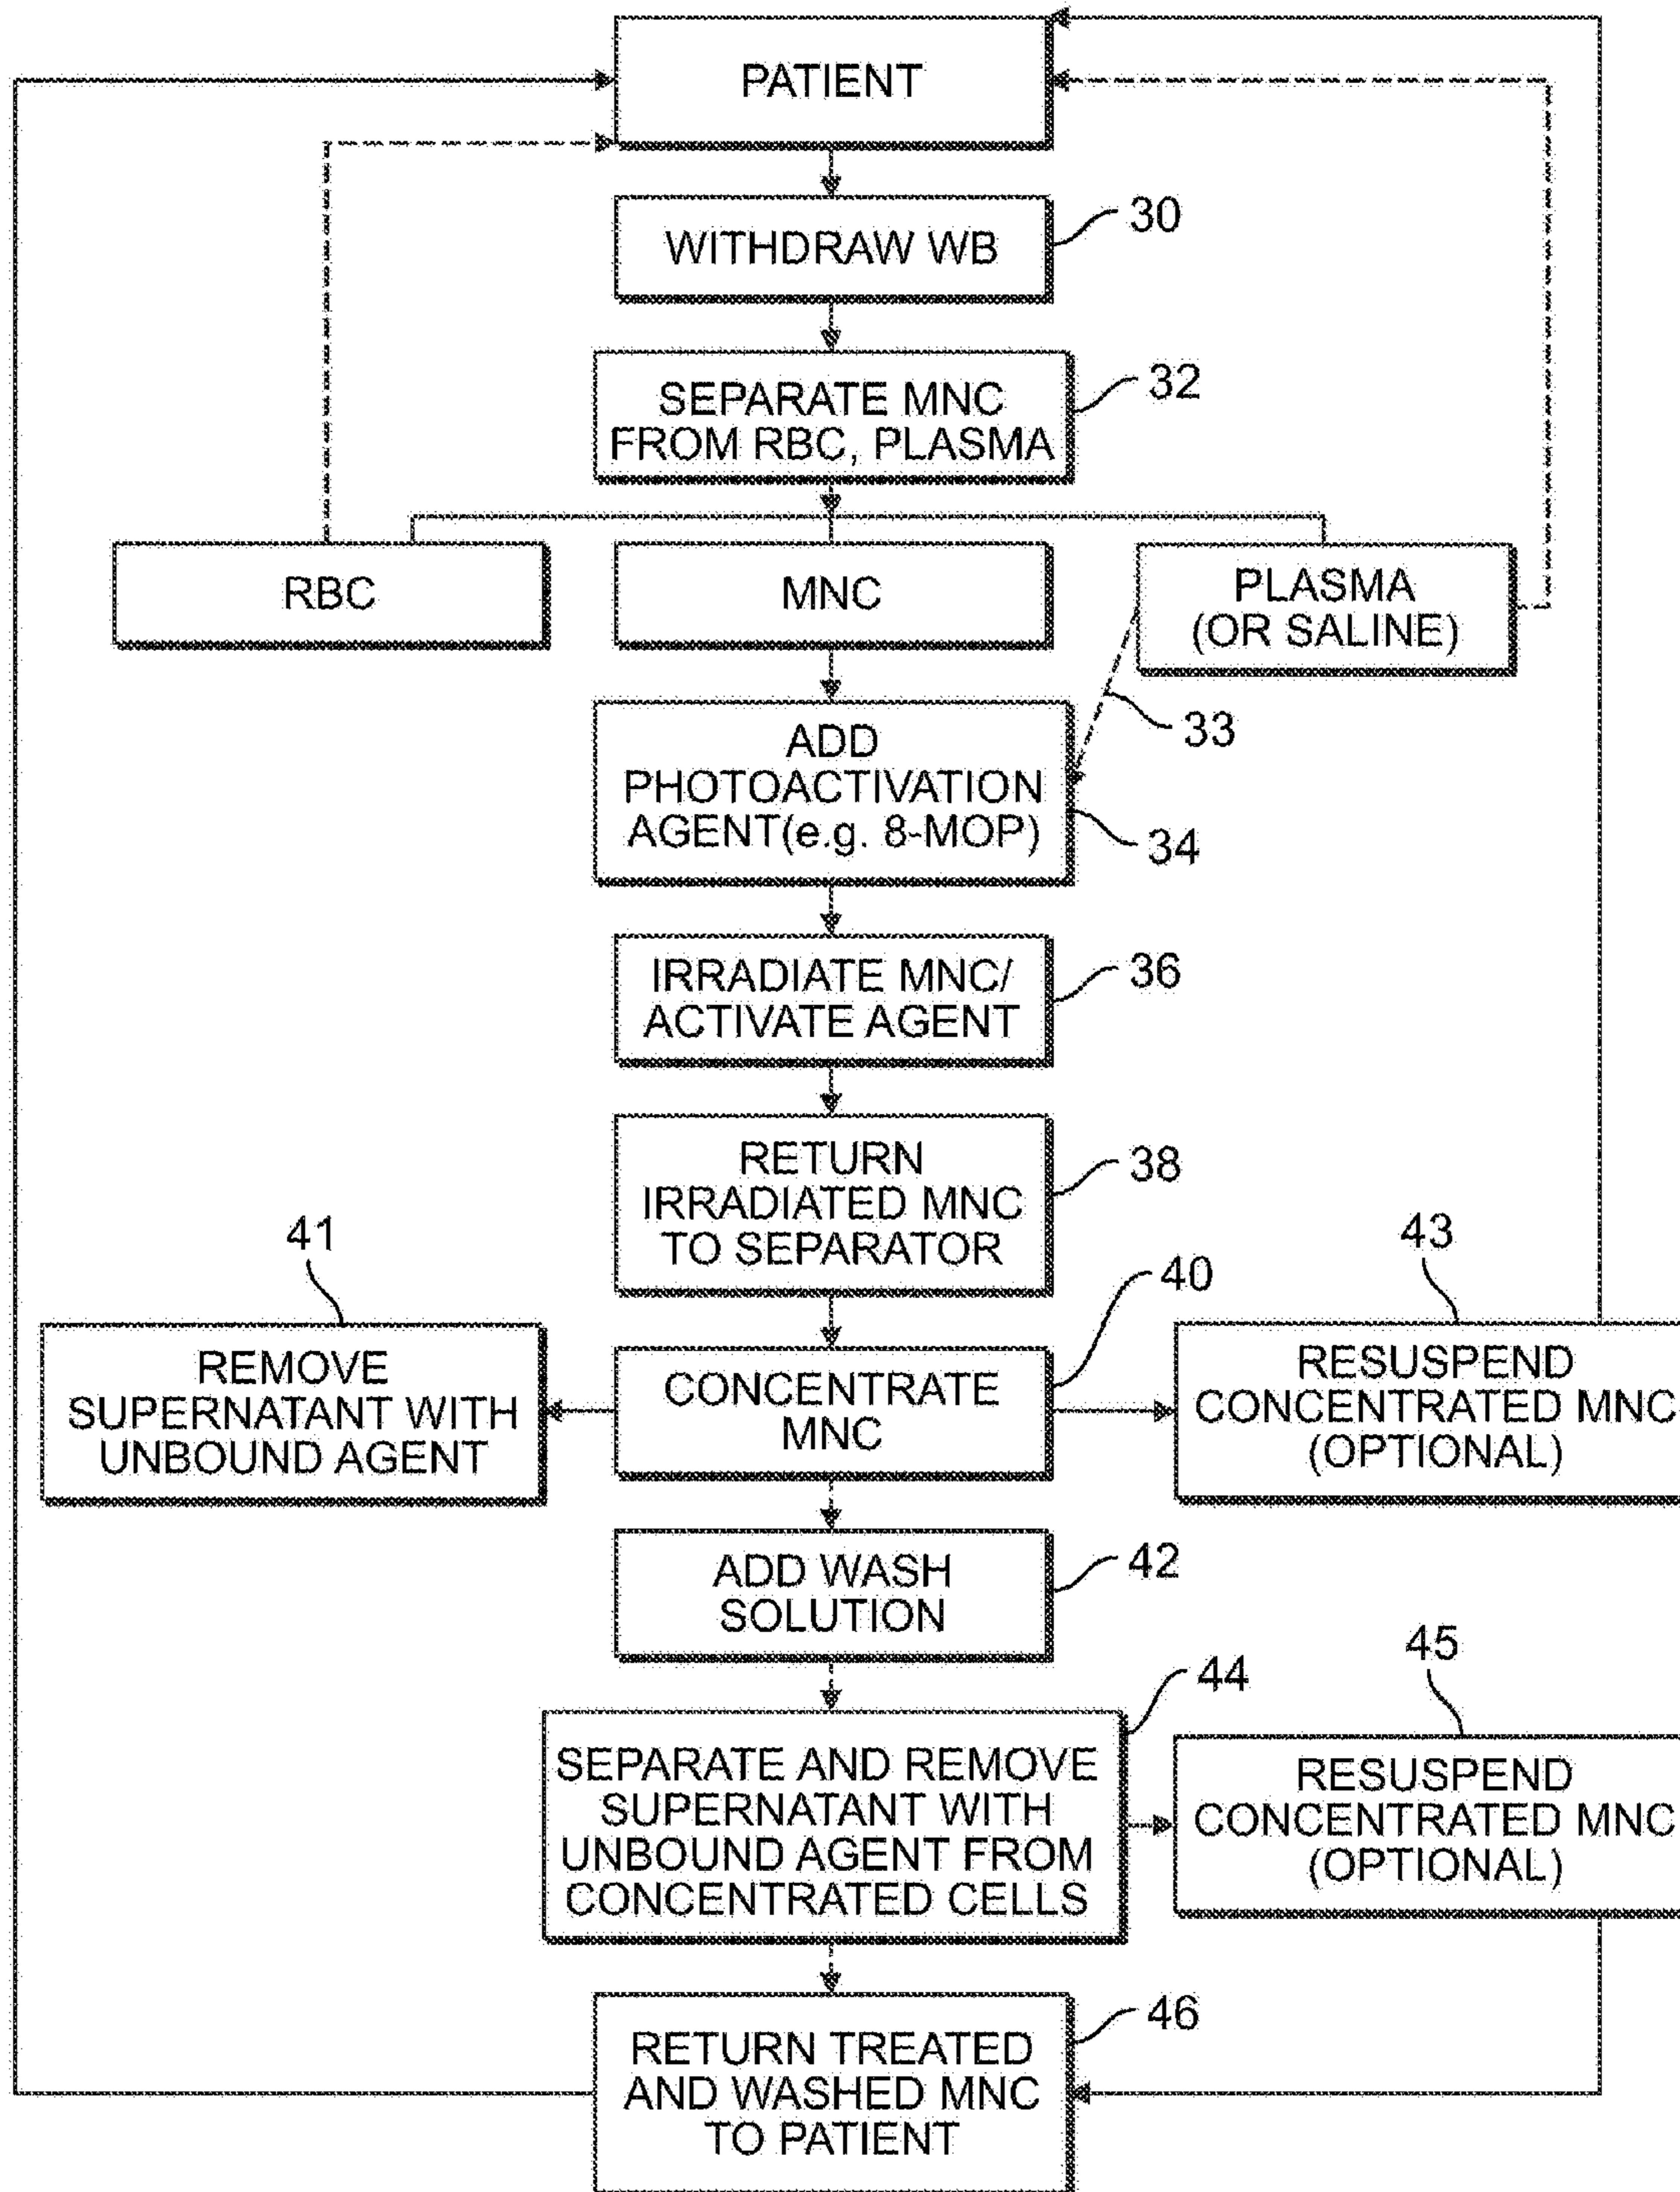 PATIENT
WITHDRAW WB
30
SEPARATE MNC
FROM RBC, PLASMA
32
RBC
MNC
PLASMA
(OR SALINE)
33
ADD
PHOTOACTIVATION
AGENT(e.g. 8-MOP)
34
IRRADIATE MNC/
ACTIVATE AGENT
36
RETURN
IRRADIATED MNC
TO SEPARATOR
38
41
REMOVE
SUPERNATANT WITH
UNBOUND AGENT
CONCENTRATE
MNC
40
43
RESUSPEND
CONCENTRATED MNC
(OPTIONAL)
ADD WASH
SOLUTION
42
SEPARATE AND REMOVE
SUPERNATANT WITH
UNBOUND AGENT FROM
CONCENTRATED CELLS
44
45
RESUSPEND
CONCENTRATED MNC
(OPTIONAL)
RETURN TREATED
AND WASHED MNC
TO PATIENT
46